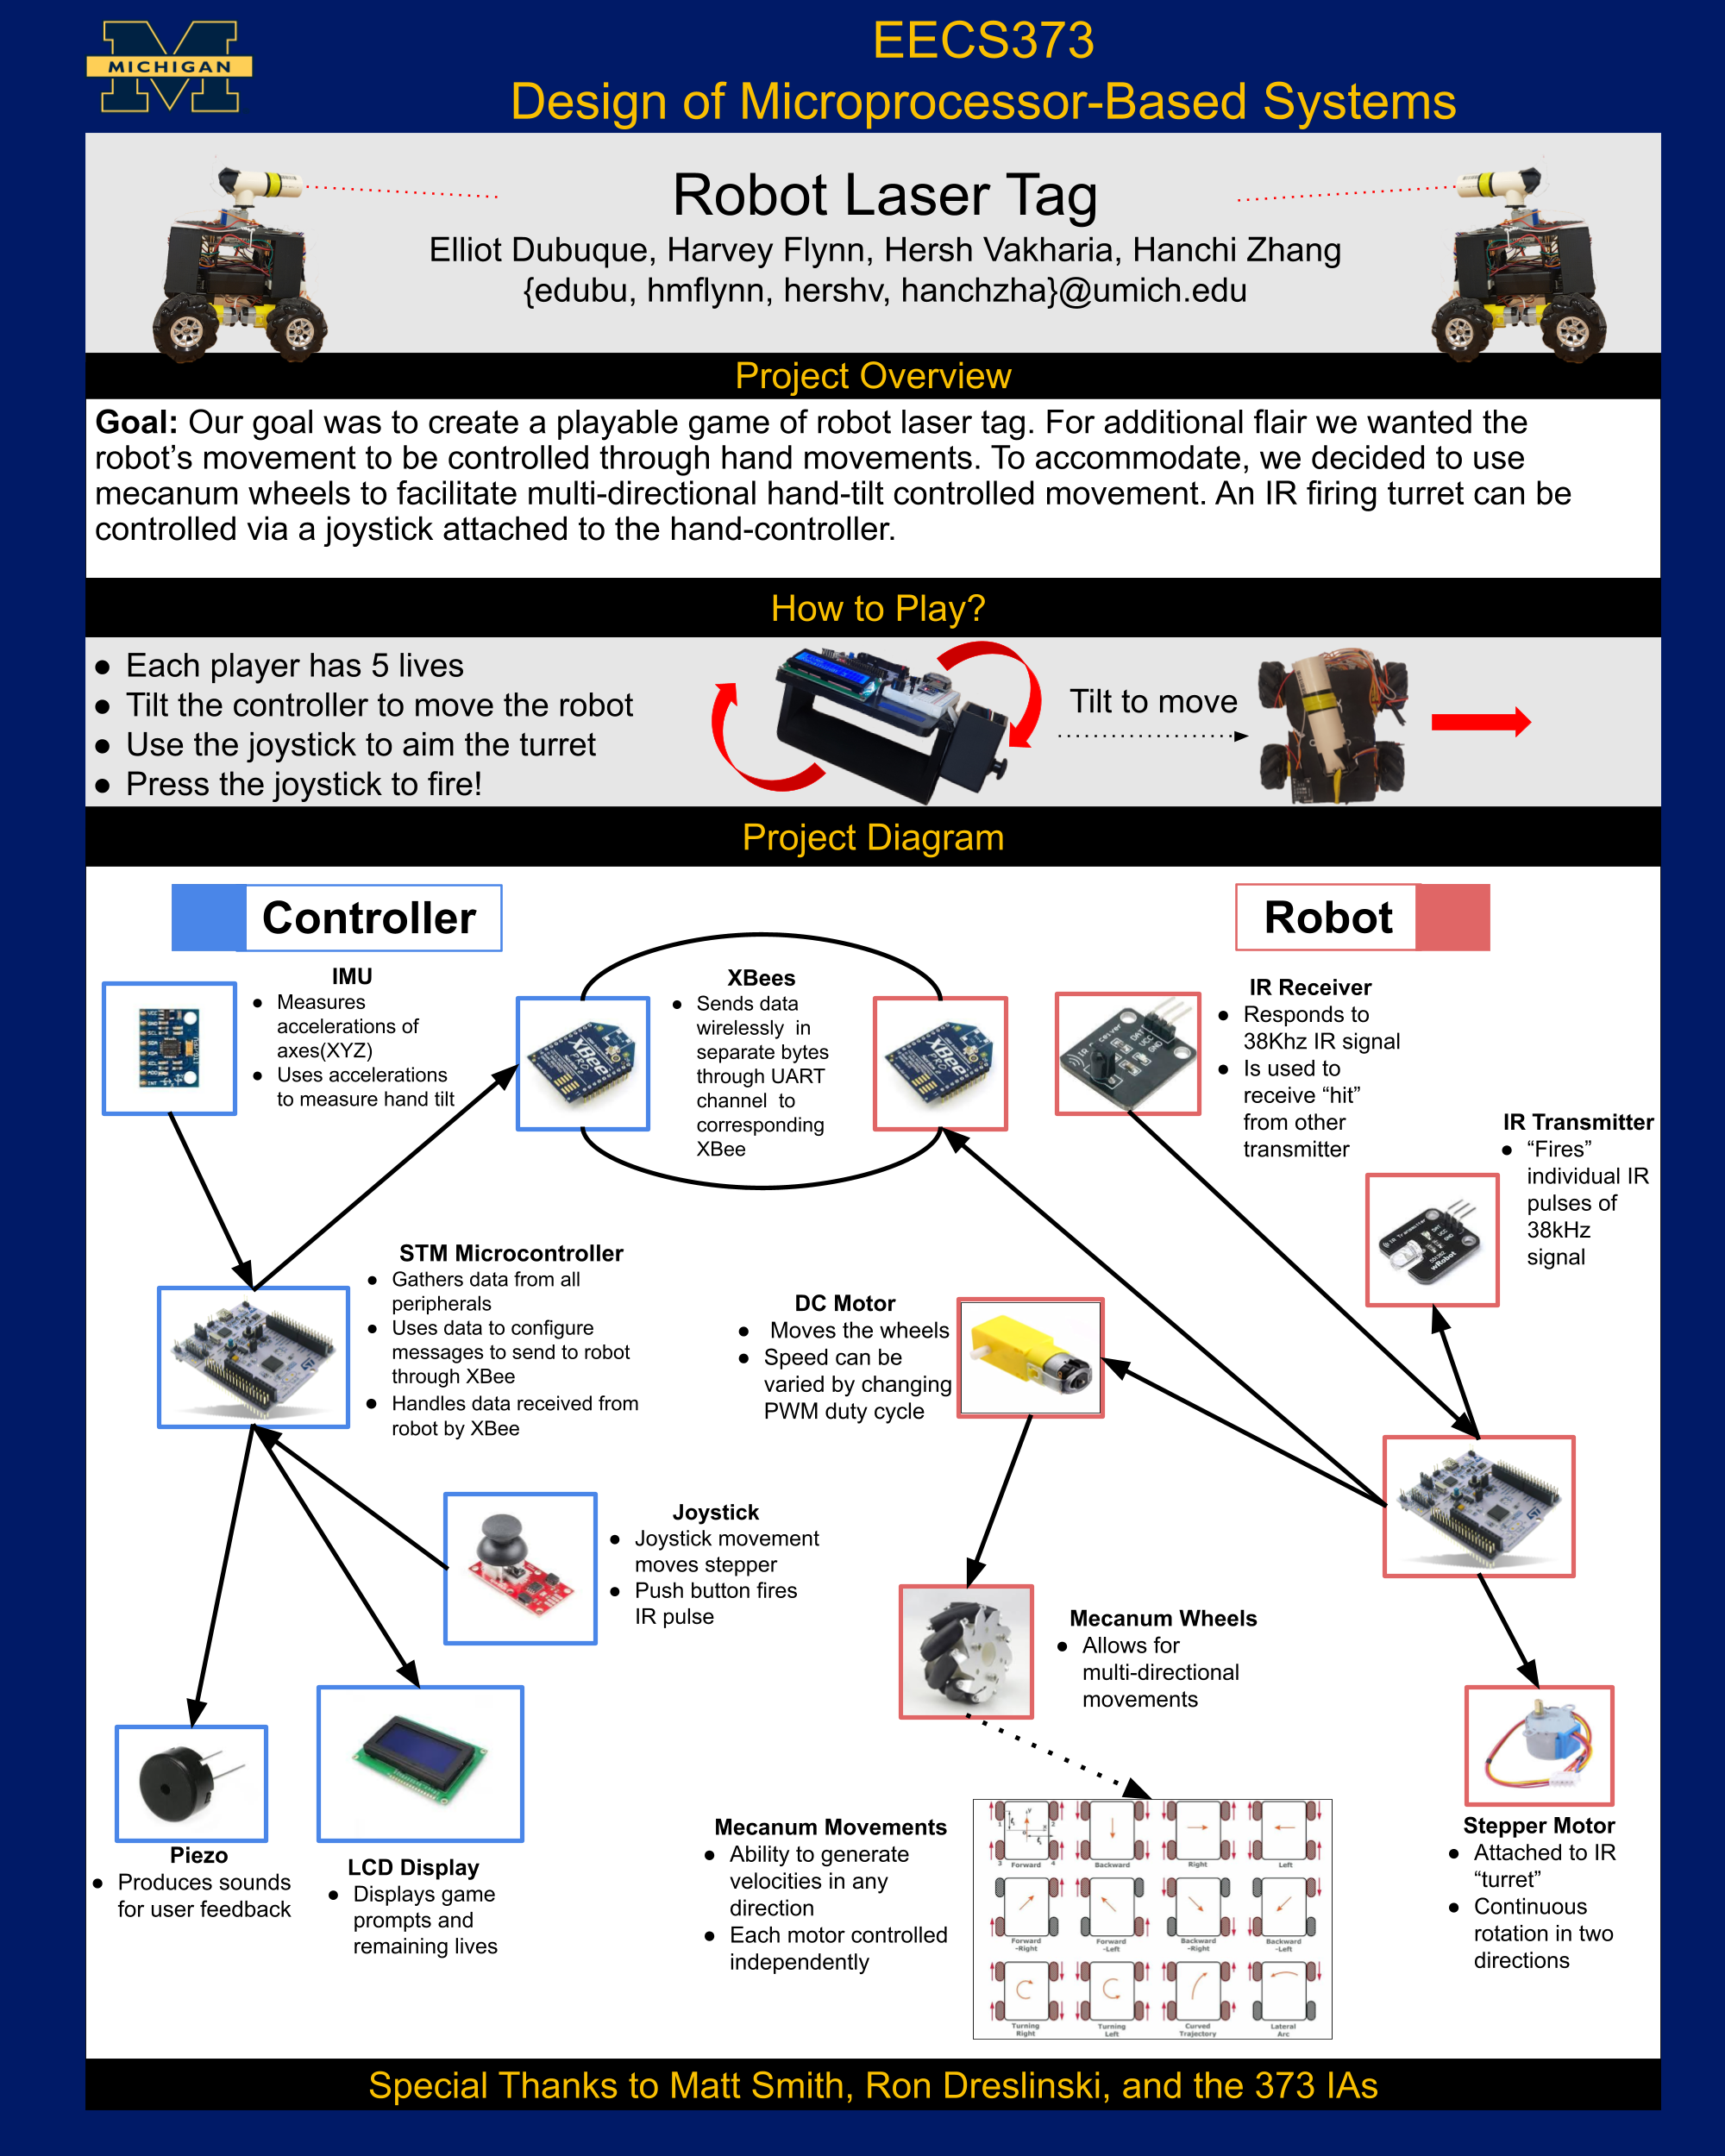 MICHIGAN
EECS373
Design of Microprocessor-Based Systems
Robot Laser Tag
Elliot Dubuque, Harvey Flynn, Hersh Vakharia, Hanchi Zhang
{edubu, hmflynn, hershv, hanchzha}@umich.edu
Project Overview
Goal: Our goal was to create a playable game of robot laser tag. For additional flair we wanted the
robot's movement to be controlled through hand movements. To accommodate, we decided to use
mecanum wheels to facilitate multi-directional hand-tilt controlled movement. An IR firing turret can be
controlled via a joystick attached to the hand-controller.
How to Play?
● Each player has 5 lives
● Tilt the controller to move the robot
● Use the joystick to aim the turret
● Press the joystick to fire!
Tilt to move
Project Diagram
Controller
Robot
IMU
● Measures
accelerations of
axes(XYZ)
● Uses accelerations
to measure hand tilt
XBee
PRO
XBees
● Sends data
wirelessly in
separate bytes
through UART
channel to
corresponding
XBee
XBee
PRO
IR Receiver
● Responds to
38Khz IR signal
● Is used to
receive “hit”
from other
transmitter
IR Transmitter
● “Fires”
individual IR
pulses of
38kHz
signal
STM Microcontroller
● Gathers data from all
peripherals
● Uses data to configure
messages to send to robot
through XBee
● Handles data received from
robot by XBee
DC Motor
● Moves the wheels
● Speed can be
varied by changing
PWM duty cycle
Joystick
● Joystick movement
moves stepper
● Push button fires
IR pulse
Mecanum Wheels
● Allows for
multi-directional
movements
Piezo
● Produces sounds
for user feedback
LCD Display
● Displays game
prompts and
remaining lives
Mecanum Movements
● Ability to generate
velocities in any
direction
● Each motor controlled
independently
Forward
Backward
Right
Left
Forward
-Right
Forward
-Left
Backward
-Right
Backward
-Left
Turning
Right
Turning
Left
Curved
Trajectory
Lateral
Arc
Stepper Motor
● Attached to IR
“turret”
● Continuous
rotation in two
directions
Special Thanks to Matt Smith, Ron Dreslinski, and the 373 IAs